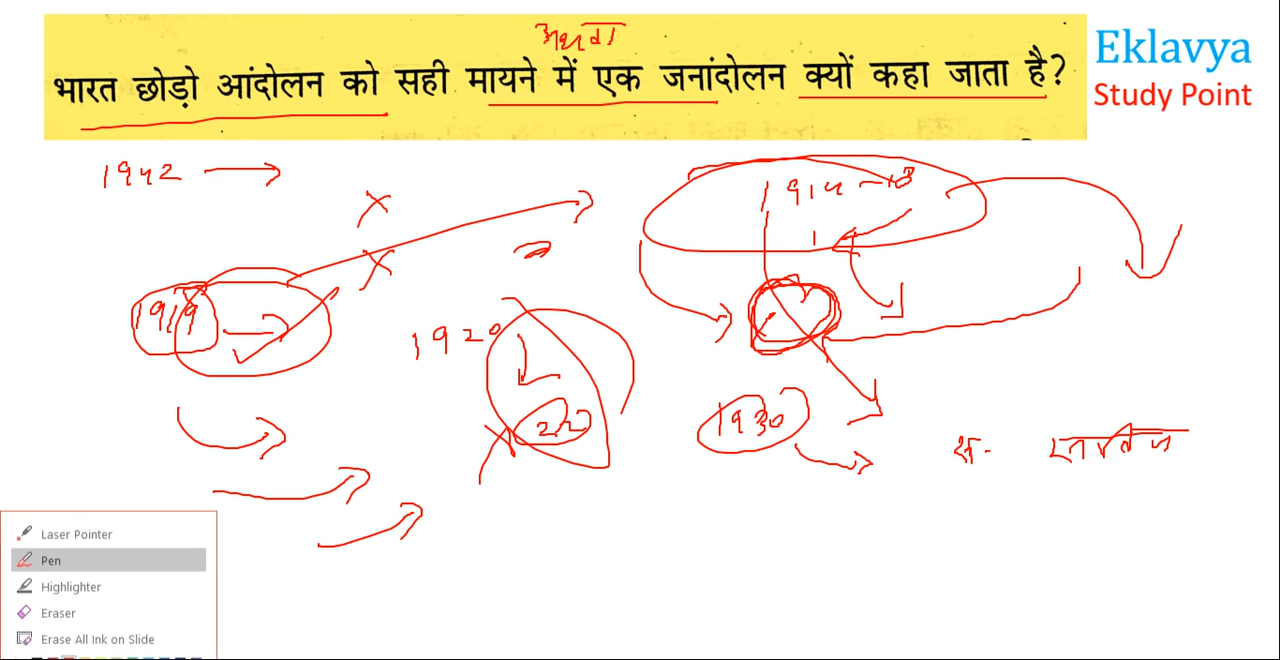 अथवा
भारत छोड़ो आंदोलन को सही मायने में एक जनांदोलन क्यों कहा जाता है?
Eklavya
Study Point
1942
1914-18
1919
1920
22
1930
Laser Pointer
Pen
Highlighter
Eraser
Erase All Ink on Slide